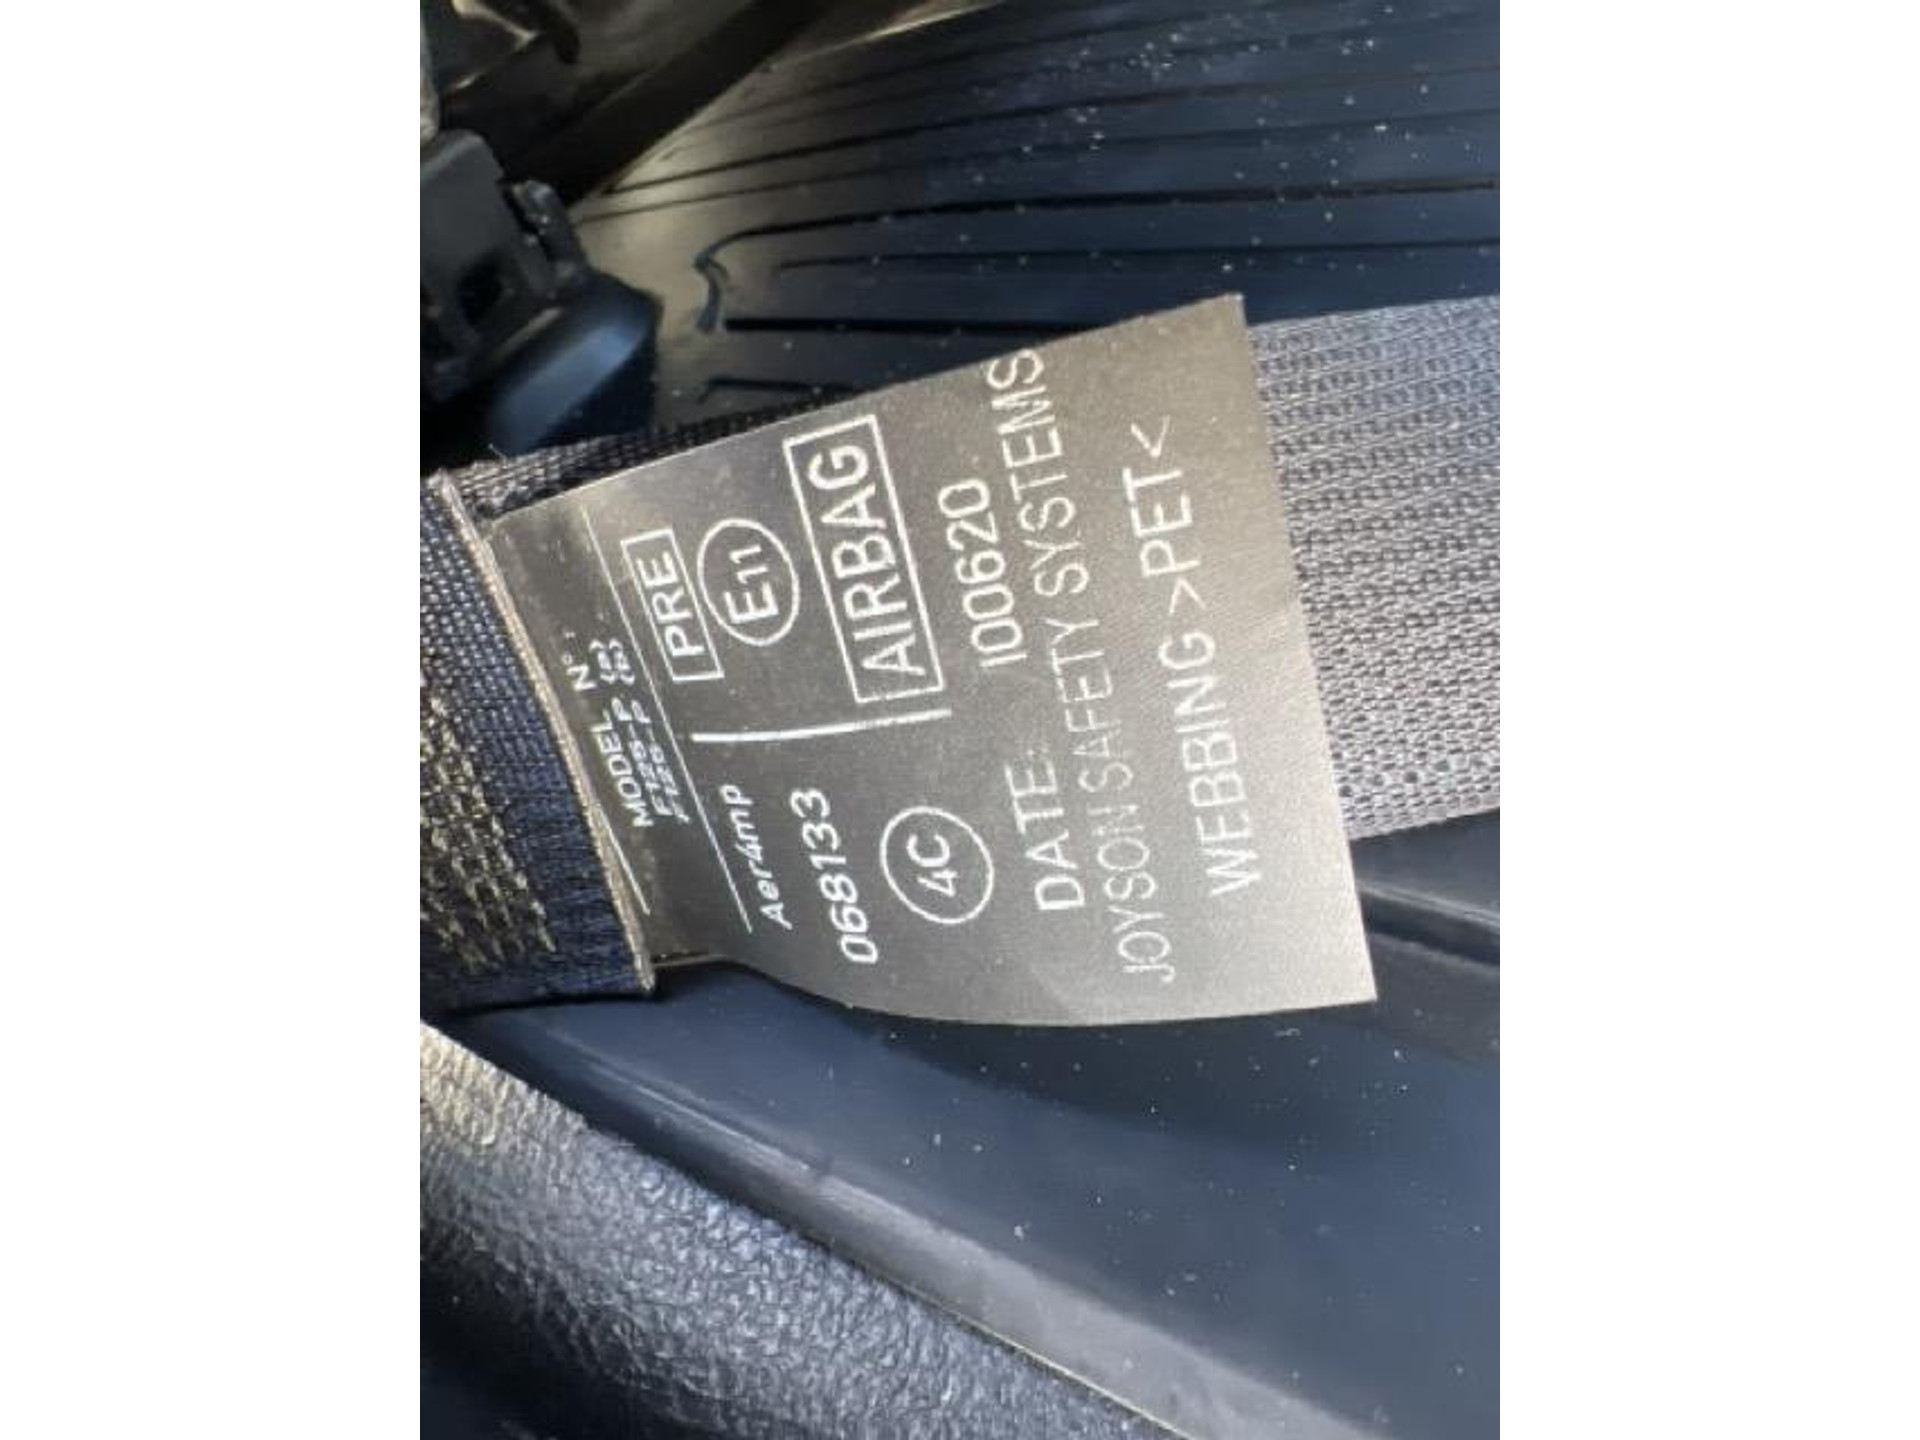 MODEL N°:
PRE
Aer4mp
E11
068133
4C
AIRBAG
DATE: 100620
JOYSON SAFETY SYSTEMS
WEBBING >PET<